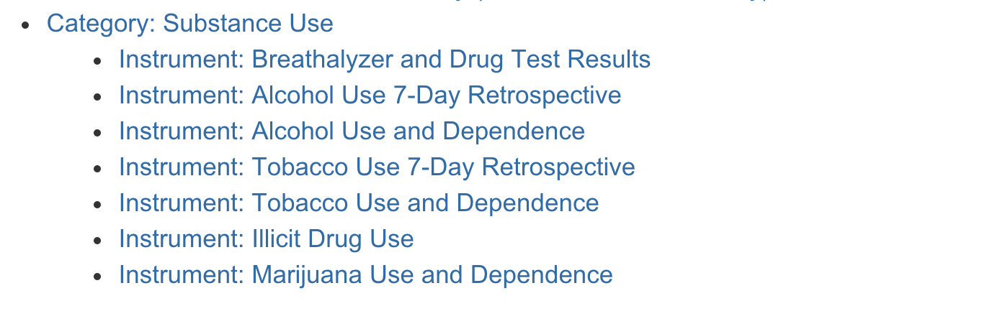 Category: Substance Use
Instrument: Breathalyzer and Drug Test Results
Instrument: Alcohol Use 7-Day Retrospective
Instrument: Alcohol Use and Dependence
Instrument: Tobacco Use 7-Day Retrospective
Instrument: Tobacco Use and Dependence
Instrument: Illicit Drug Use
Instrument: Marijuana Use and Dependence